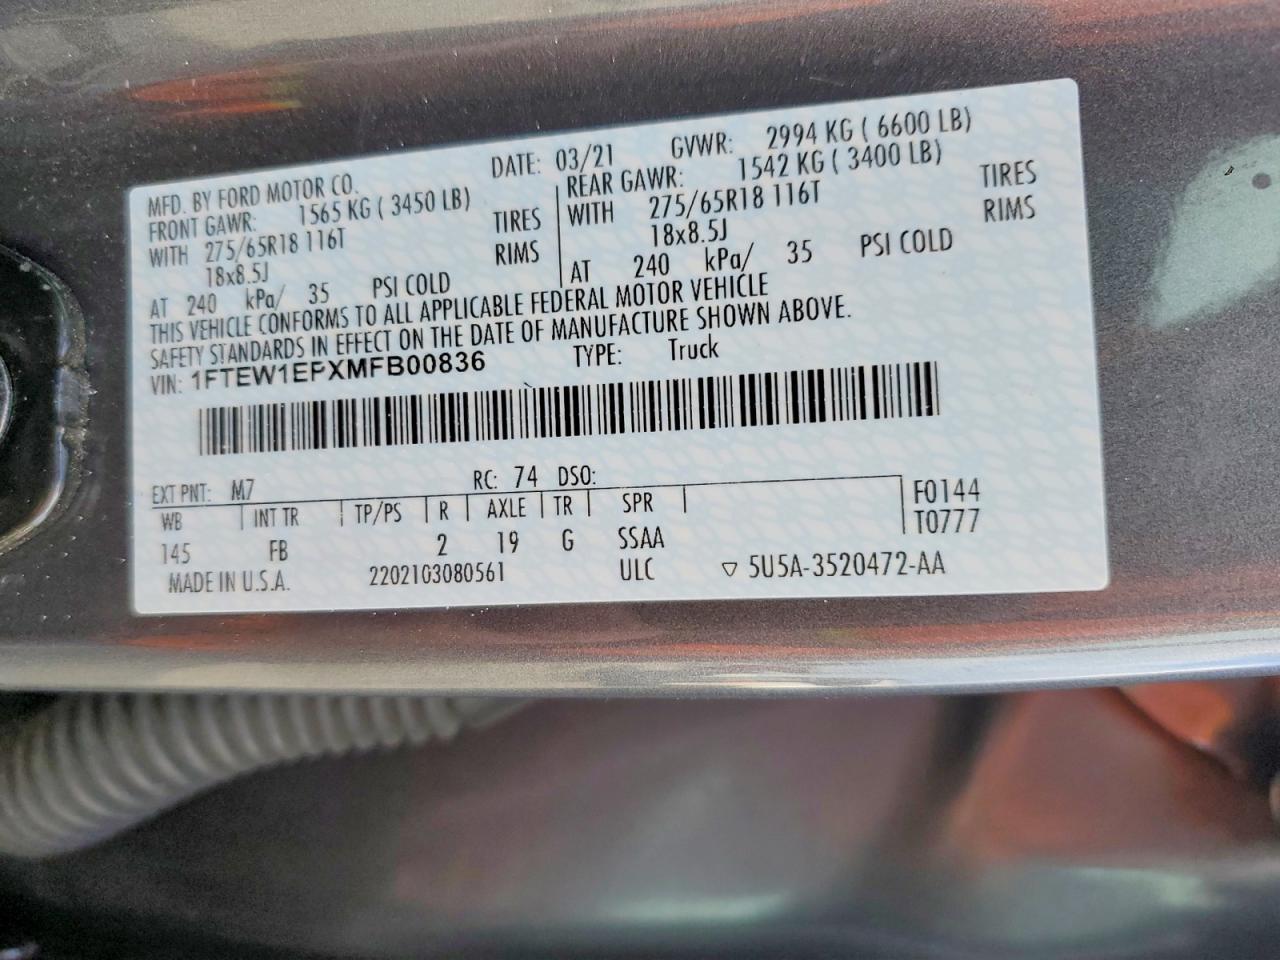 MFD. BY FORD MOTOR CO. DATE: 03/21 GVWR: 2994 KG ( 6600 LB)
FRONT GAWR: 1565 KG ( 3450 LB) REAR GAWR: 1542 KG ( 3400 LB)
WITH 275/65R18 116T TIRES WITH 275/65R18 116T TIRES
18x8.5J RIMS 18x8.5J RIMS
AT 240 kPa/ 35 PSI COLD AT 240 kPa/ 35 PSI COLD
THIS VEHICLE CONFORMS TO ALL APPLICABLE FEDERAL MOTOR VEHICLE
SAFETY STANDARDS IN EFFECT ON THE DATE OF MANUFACTURE SHOWN ABOVE.
VIN: 1FTEW1EPXMFB00836 TYPE: Truck
EXT PNT: M7 RC: 74 DSO:
WB INT TR TP/PS R AXLE TR SPR F0144
145 FB 2 19 G SSAA T0777
MADE IN U.S.A. 2202103080561 ULC ▽ 5U5A-3520472-AA